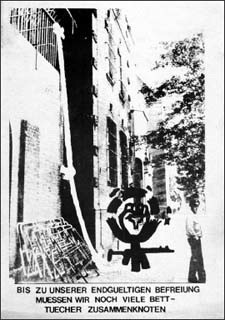 BIS ZU UNSERER ENDGUELTIGEN BEFREIUNG
MUESSEN WIR NOCH VIELE BETT-
TUECHER ZUSAMMENKNOTEN